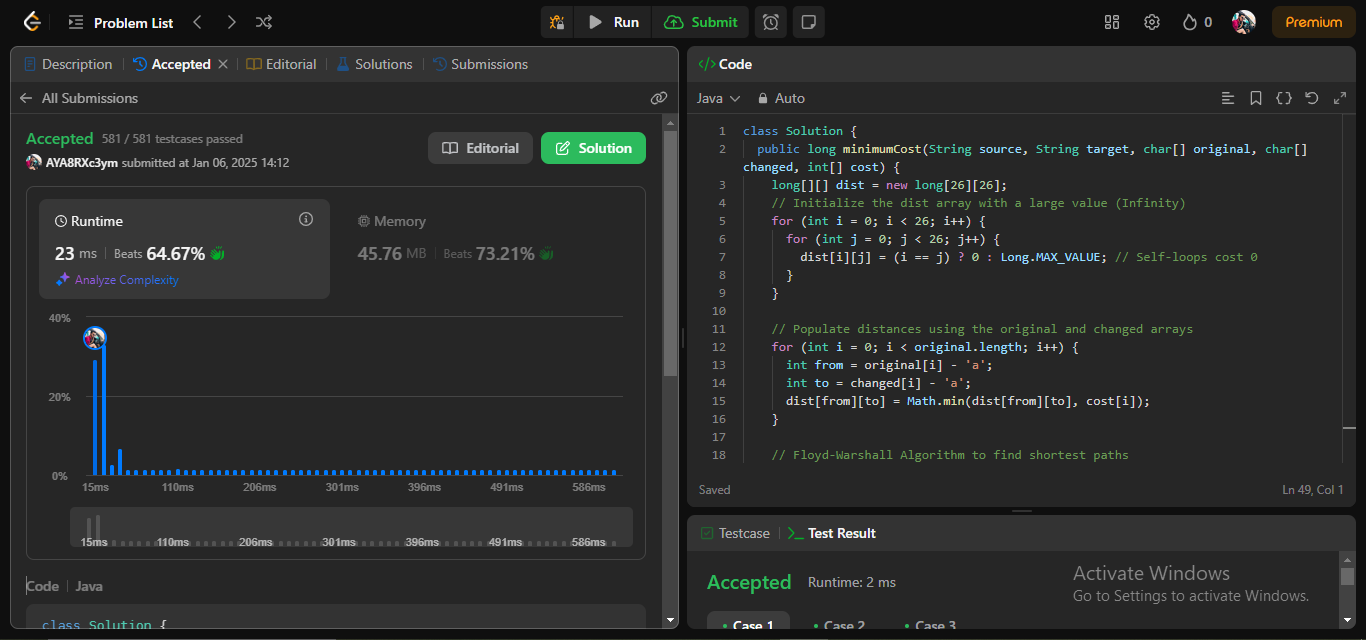 Problem List
Run
Submit
0
Premium
Description
Accepted
Editorial
Solutions
Submissions
All Submissions
Accepted 581 / 581 testcases passed
AYA8RXc3ym submitted at Jan 06, 2025 14:12
Editorial
Solution
Runtime
23 ms Beats 64.67%
Analyze Complexity
Memory
45.76 MB Beats 73.21%
40%
20%
0%
15ms 110ms 206ms 301ms 396ms 491ms 586ms
15ms 110ms 206ms 301ms 396ms 491ms 586ms
Code Java
class Solution {
</> Code
Java Auto
1 class Solution {
2 public long minimumCost(String source, String target, char[] original, char[]
changed, int[] cost) {
3 long[][] dist = new long[26][26];
4 // Initialize the dist array with a large value (Infinity)
5 for (int i = 0; i < 26; i++) {
6 for (int j = 0; j < 26; j++) {
7 dist[i][j] = (i == j) ? 0 : Long.MAX_VALUE; // Self-loops cost 0
8 }
9 }
10
11 // Populate distances using the original and changed arrays
12 for (int i = 0; i < original.length; i++) {
13 int from = original[i] - 'a';
14 int to = changed[i] - 'a';
15 dist[from][to] = Math.min(dist[from][to], cost[i]);
16 }
17
18 // Floyd-Warshall Algorithm to find shortest paths
Saved
Ln 49, Col 1
Testcase
Test Result
Accepted Runtime: 2 ms
Activate Windows
Go to Settings to activate Windows.
Case 1 Case 2 Case 3